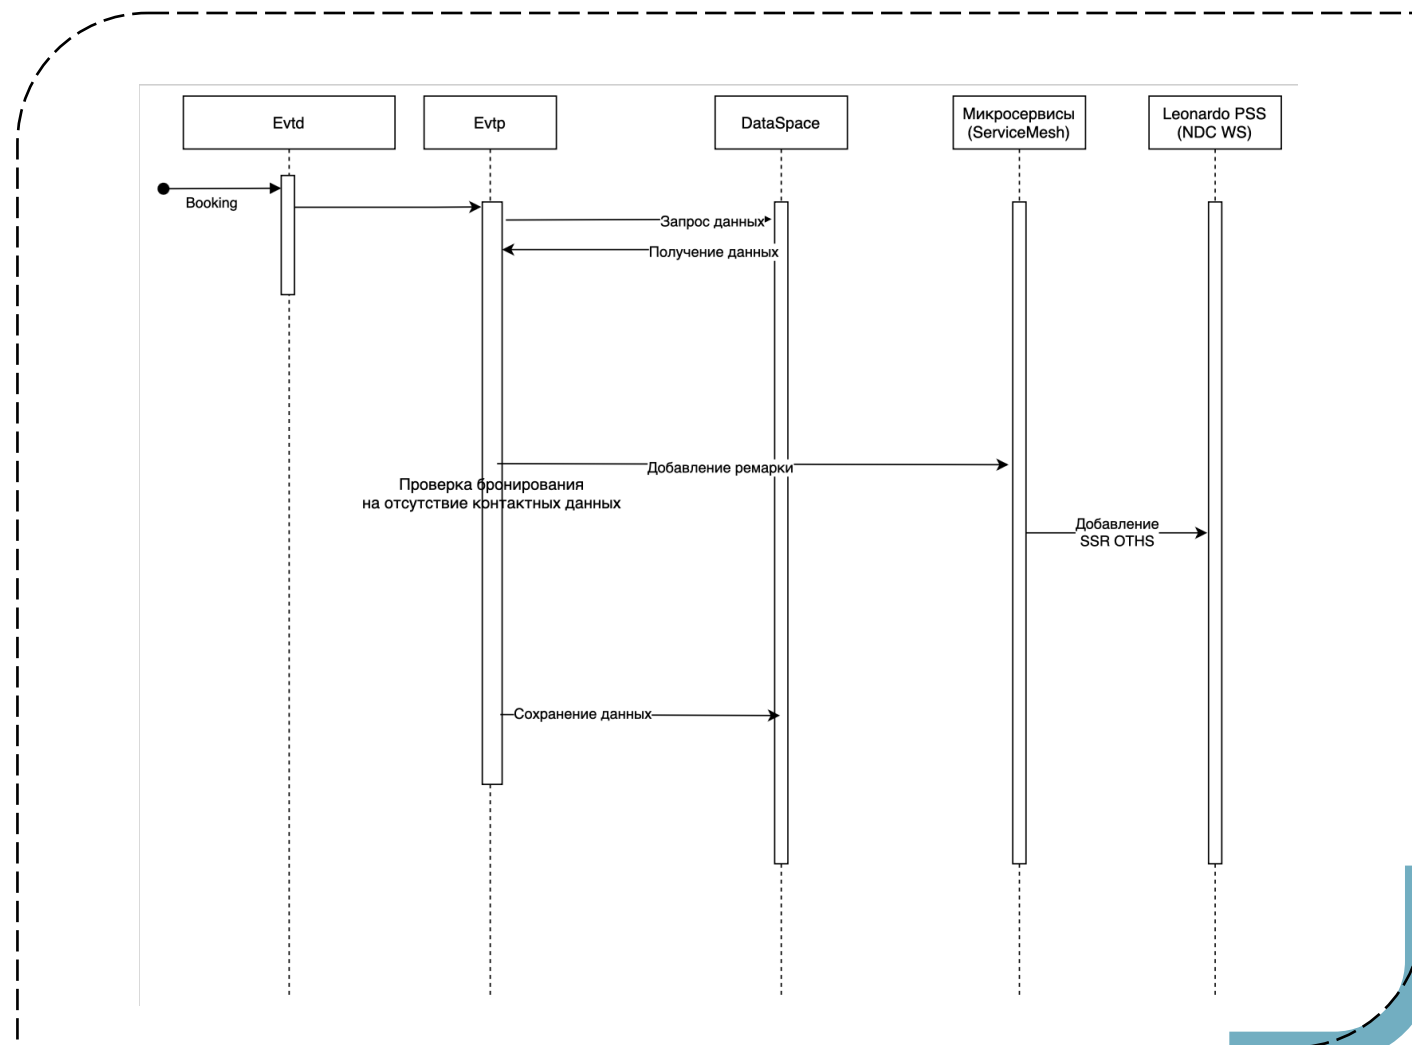 Evtd
Evtp
DataSpace
Микросервисы
(ServiceMesh)
Leonardo PSS
(NDC WS)
Booking
Запрос данных
Получение данных
Добавление ремарки
Проверка бронирования
на отсутствие контактных данных
Добавление
SSR OTHS
Сохранение данных